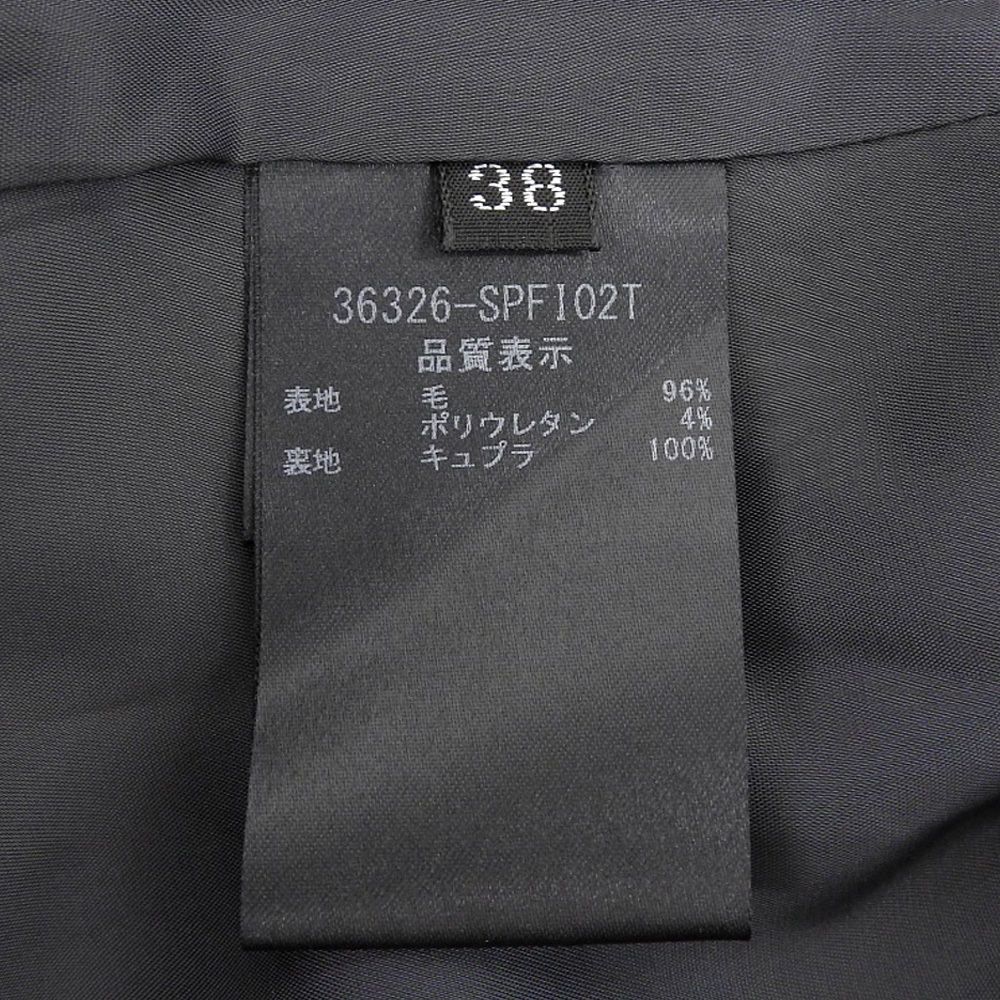 38
36326-SPFI02T
品質表示
表地 毛 96%
ポリウレタン 4%
裏地 キュプラ 100%